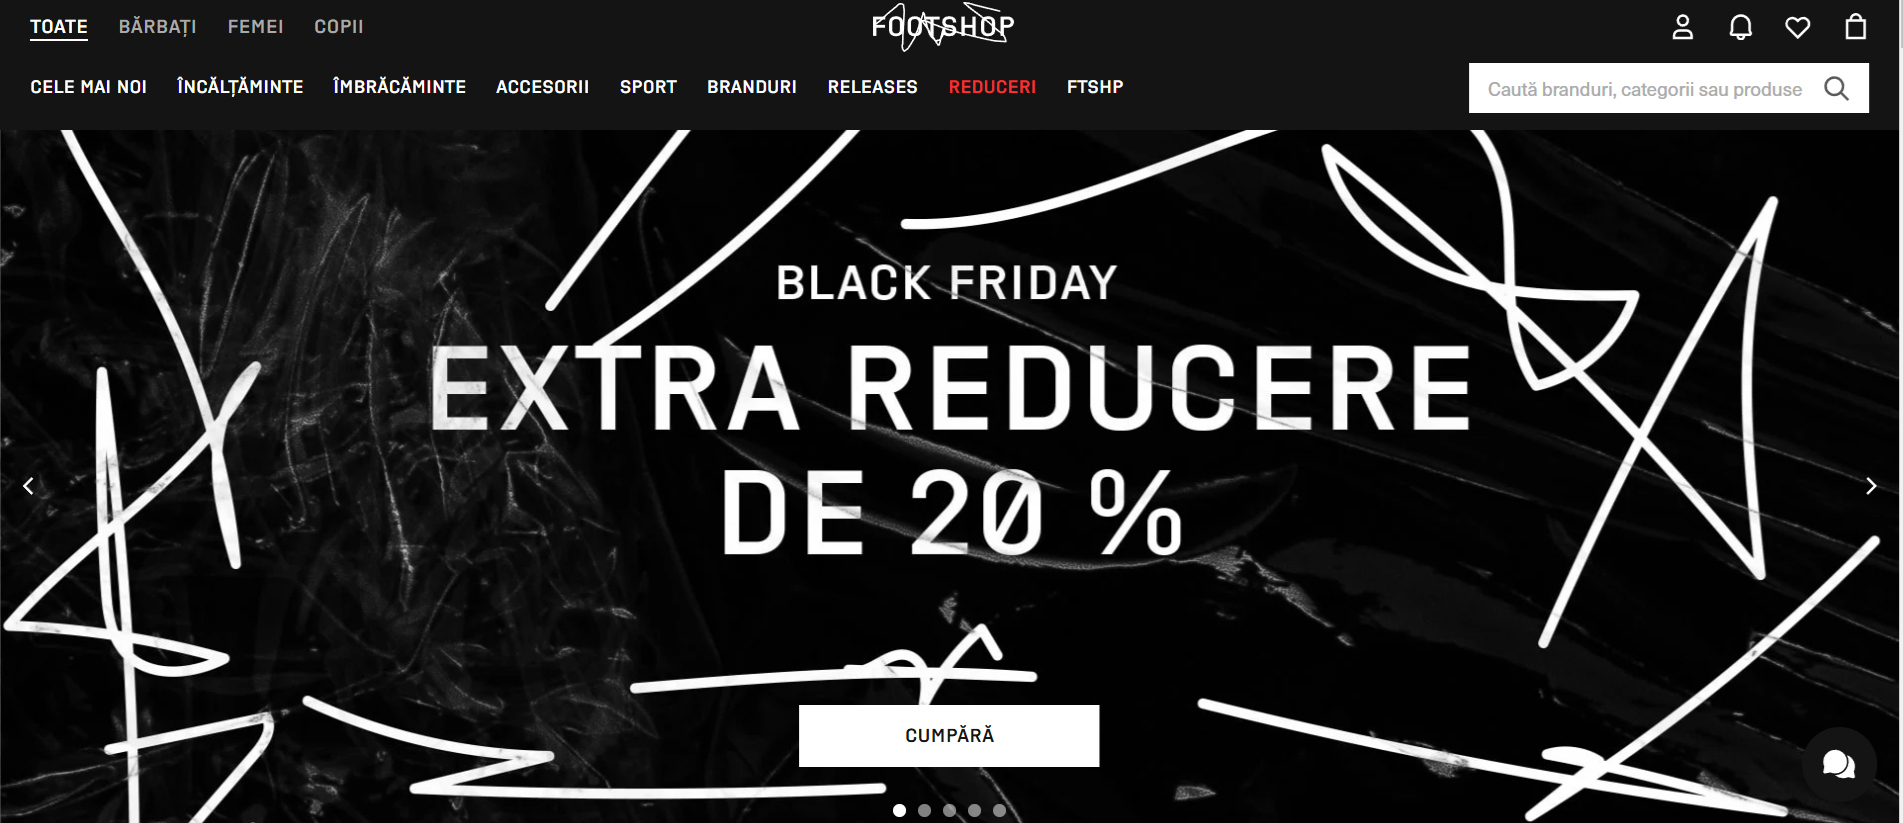 TOATE BĂRBAȚI FEMEI COPII
FOOTSHOP
CELE MAI NOI ÎNCĂLȚĂMINTE ÎMBRĂCĂMINTE ACCESORII SPORT BRANDURI RELEASES REDUCERI FTSHP
Caută branduri, categorii sau produse
BLACK FRIDAY
EXTRA REDUCERE
DE 20 %
CUMPĂRĂ